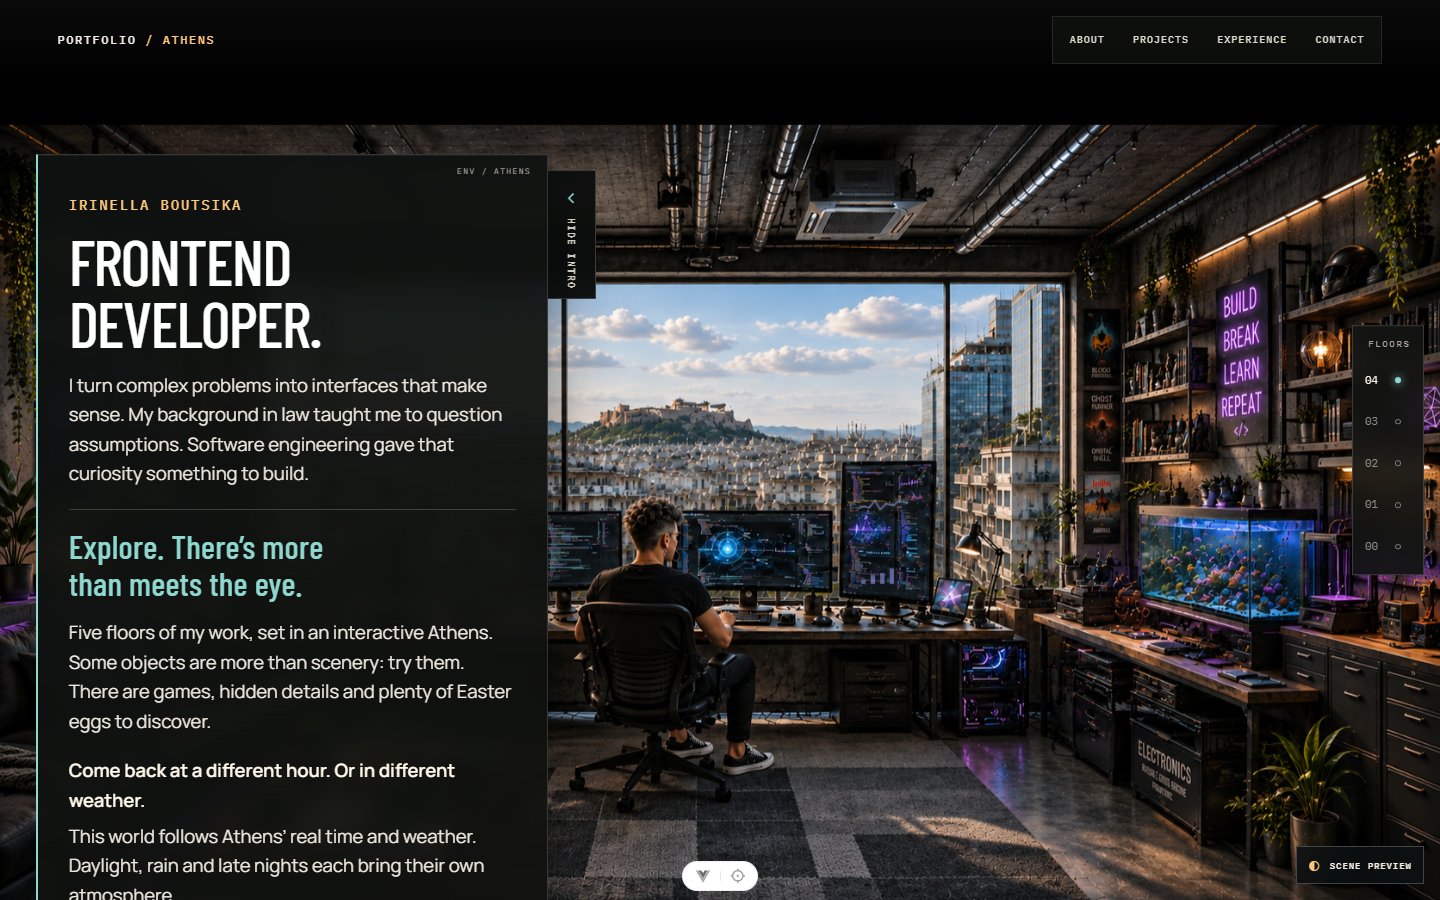 PORTFOLIO / ATHENS
ABOUT PROJECTS EXPERIENCE CONTACT
ENV / ATHENS
IRINELLA BOUTSIKA
FRONTEND
DEVELOPER.
I turn complex problems into interfaces that make
sense. My background in law taught me to question
assumptions. Software engineering gave that
curiosity something to build.
Explore. There’s more
than meets the eye.
Five floors of my work, set in an interactive Athens.
Some objects are more than scenery: try them.
There are games, hidden details and plenty of Easter
eggs to discover.
Come back at a different hour. Or in different
weather.
This world follows Athens’ real time and weather.
Daylight, rain and late nights each bring their own
atmosphere
HIDE INTRO
BUILD
BREAK
LEARN
REPEAT
</>
GHOST
RUNNER
ORBITAL
SHELL
ELECTRONICS
FLOORS
04
03
02
01
00
SCENE PREVIEW